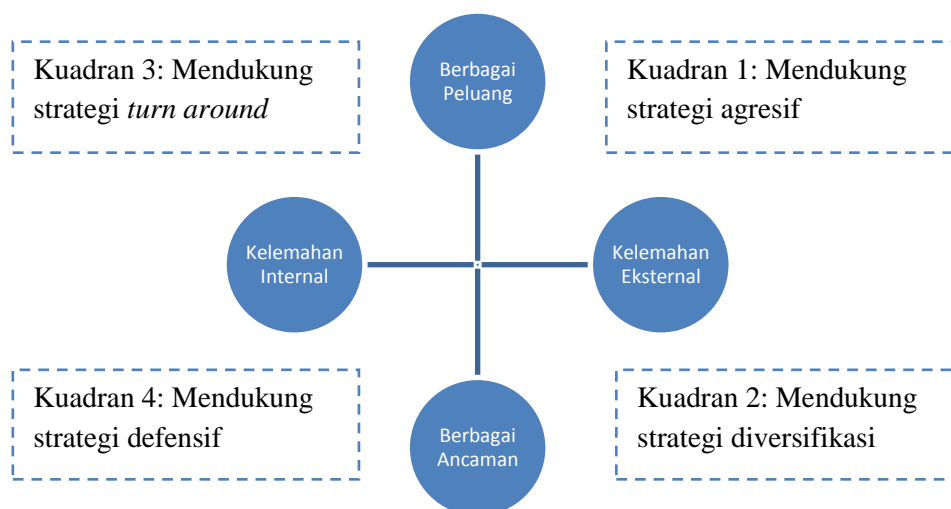 Kuadran 3: Mendukung
strategi turn around
Berbagai
Peluang
Kuadran 1: Mendukung
strategi agresif
Kelemahan
Internal
Kelemahan
Eksternal
Kuadran 4: Mendukung
strategi defensif
Berbagai
Ancaman
Kuadran 2: Mendukung
strategi diversifikasi